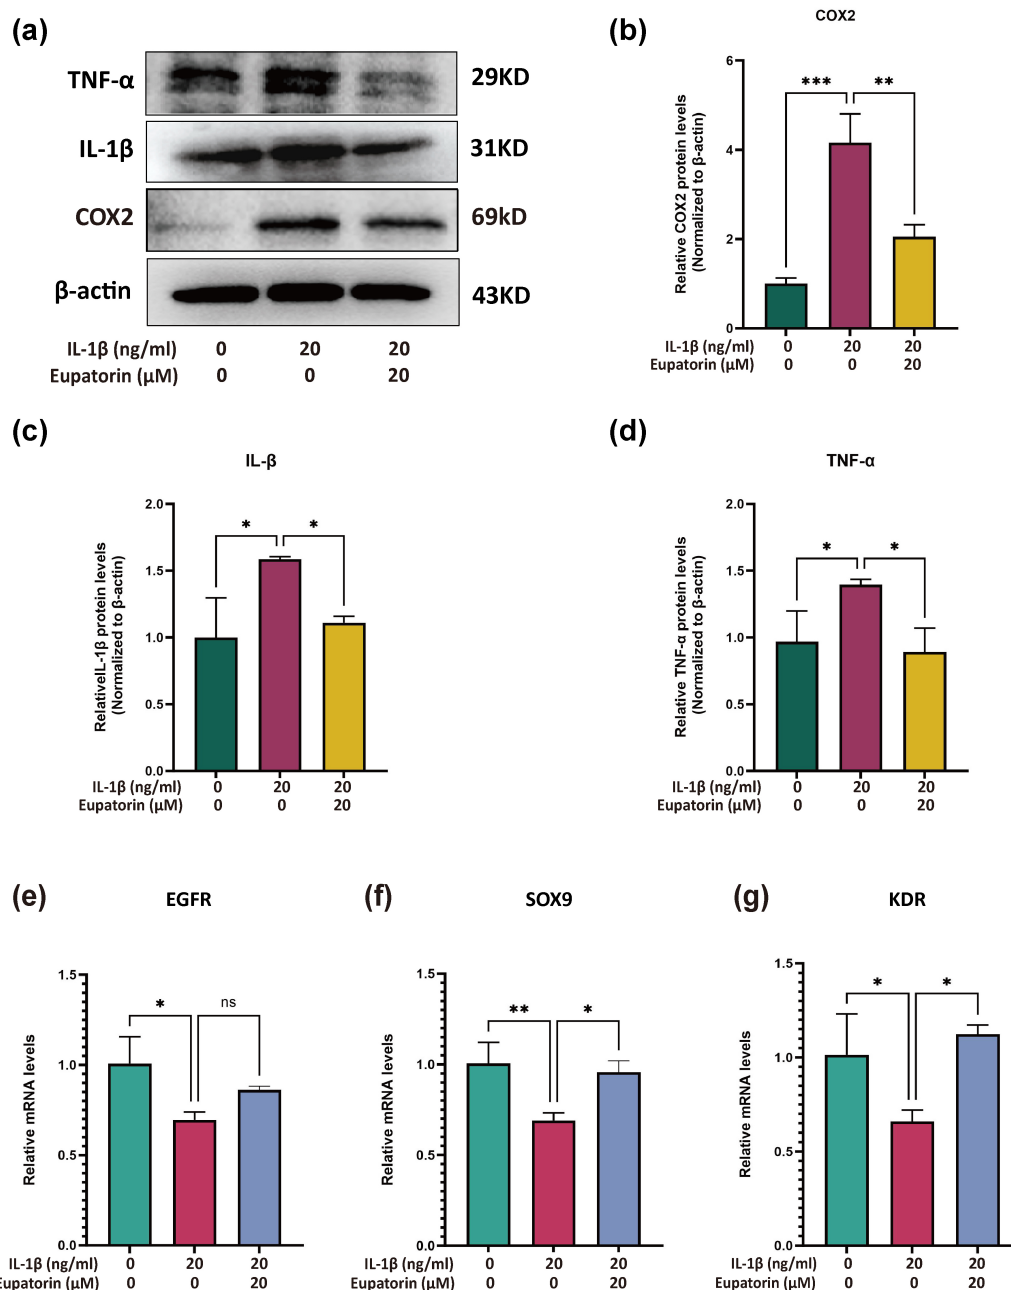 (a)
TNF-α 29KD
IL-1β 31KD
COX2 69kD
β-actin 43KD
IL-1β (ng/ml) 0 20 20
Eupatorin (μM) 0 0 20
(b)
COX2
Relative COX2 protein levels
(Normalized to β-actin)
6
4
2
0
*** **
IL-1β (ng/ml) 0 20 20
Eupatorin (μM) 0 0 20
(c)
IL-β
RelativeIL-1β protein levels
(Normalized to β-actin)
2.0
1.5
1.0
0.5
0.0
* *
IL-1β (ng/ml) 0 20 20
Eupatorin (μM) 0 0 20
(d)
TNF-α
Relative TNF-α protein levels
(Normalized to β-actin)
2.0
1.5
1.0
0.5
0.0
* *
IL-1β (ng/ml) 0 20 20
Eupatorin (μM) 0 0 20
(e)
EGFR
Relative mRNA levels
1.5
1.0
0.5
0.0
* ns
IL-1β (ng/ml) 0 20 20
Eupatorin (μM) 0 0 20
(f)
SOX9
Relative mRNA levels
1.5
1.0
0.5
0.0
** *
IL-1β (ng/ml) 0 20 20
Eupatorin (μM) 0 0 20
(g)
KDR
Relative mRNA levels
1.5
1.0
0.5
0.0
* *
IL-1β (ng/ml) 0 20 20
Eupatorin (μM) 0 0 20